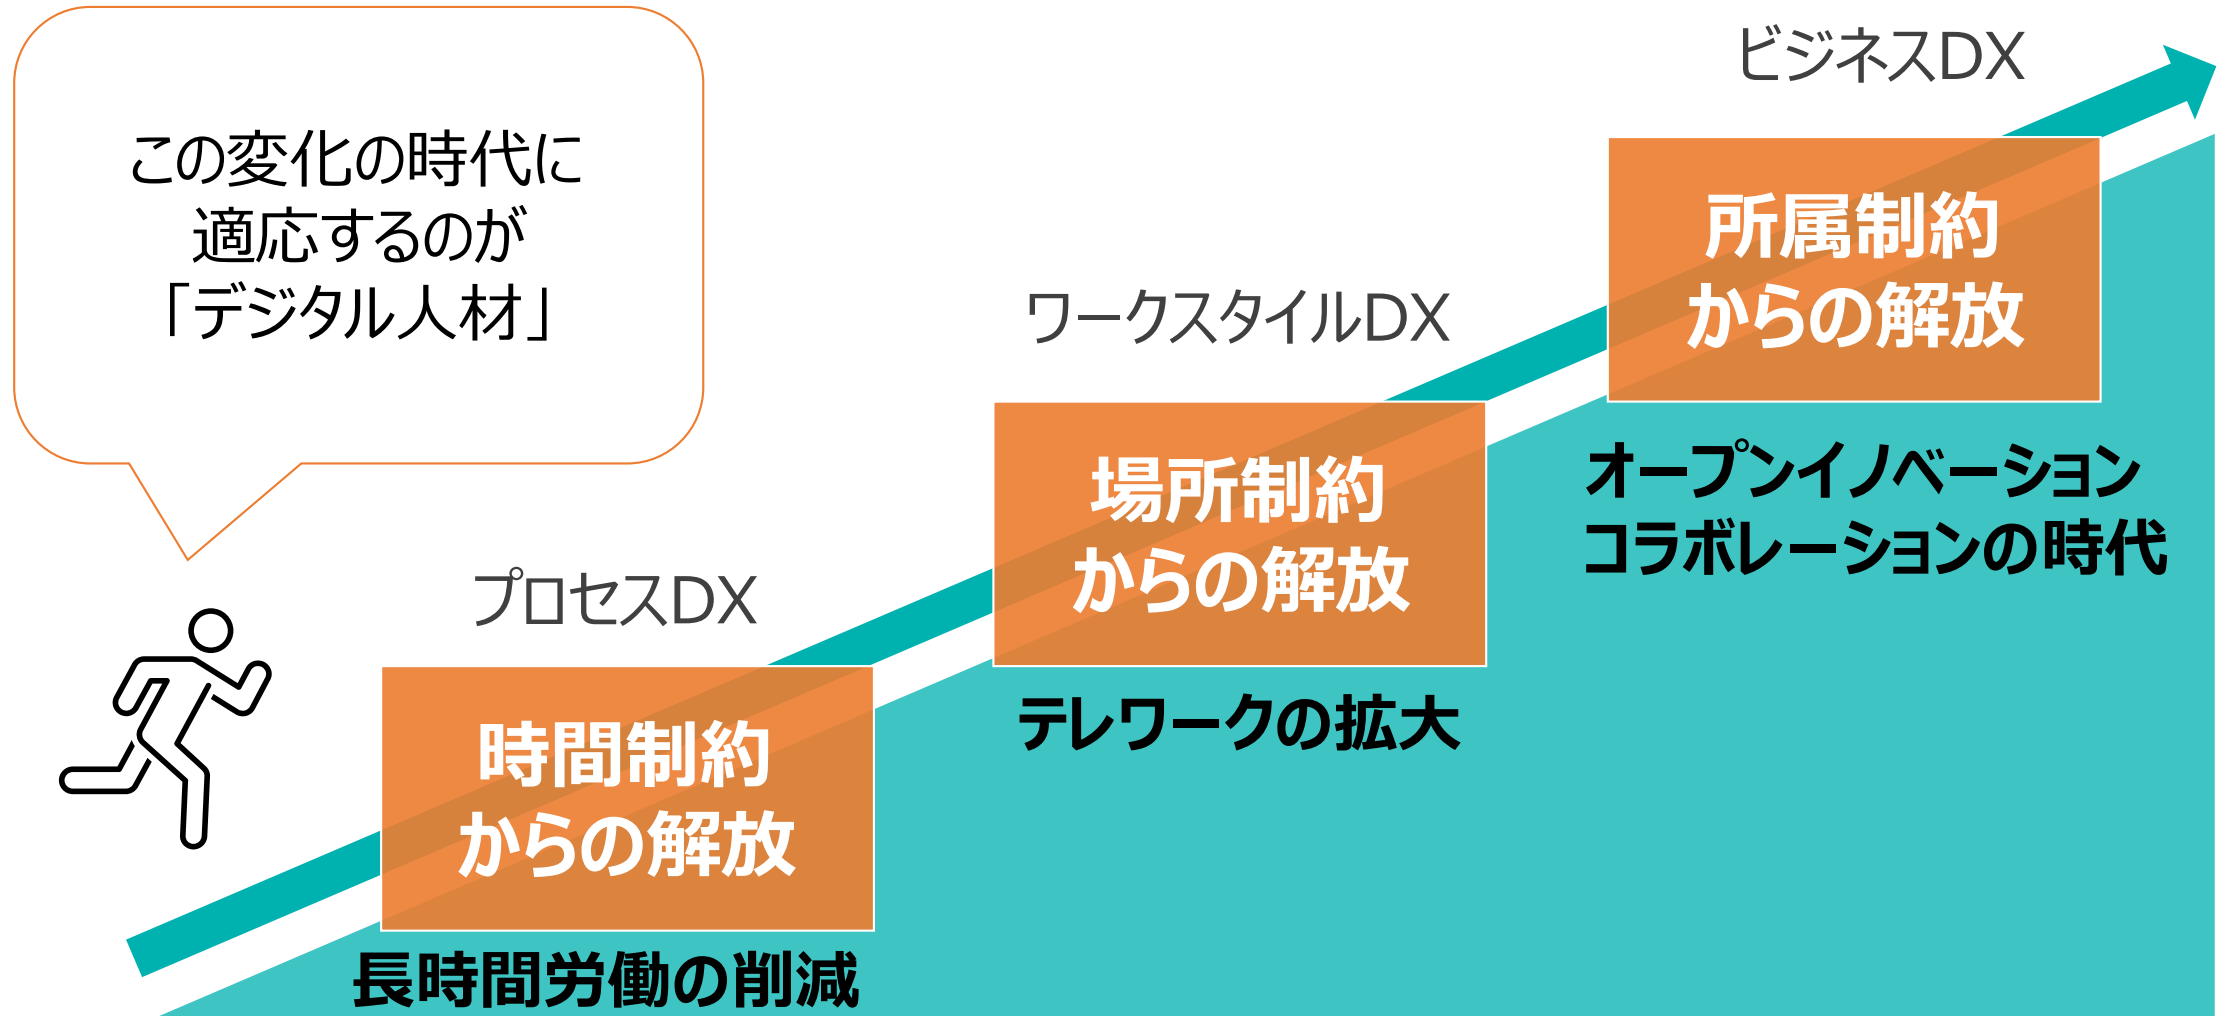 この変化の時代に
適応するのが
「デジタル人材」
プロセスDX
時間制約
からの解放
長時間労働の削減
ワークスタイルDX
場所制約
からの解放
テレワークの拡大
ビジネスDX
所属制約
からの解放
オープンイノベーション
コラボレーションの時代